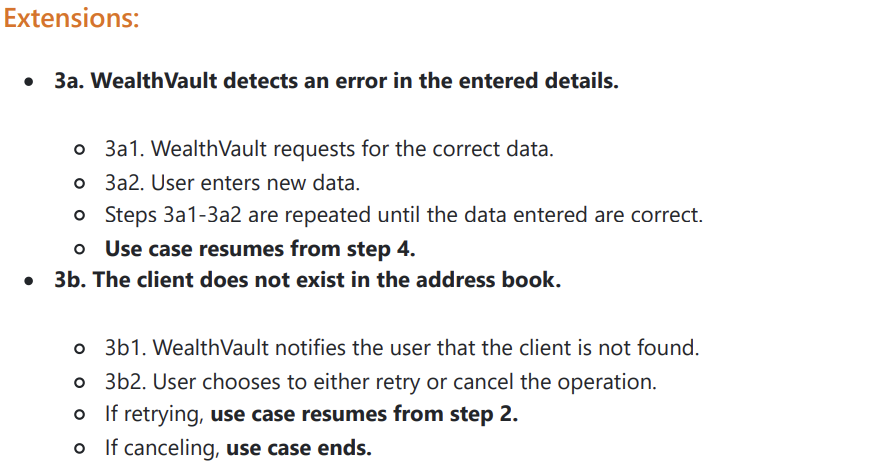 Extensions:
3a. WealthVault detects an error in the entered details.
3a1. WealthVault requests for the correct data.
3a2. User enters new data.
Steps 3a1-3a2 are repeated until the data entered are correct.
Use case resumes from step 4.
3b. The client does not exist in the address book.
3b1. WealthVault notifies the user that the client is not found.
3b2. User chooses to either retry or cancel the operation.
If retrying, use case resumes from step 2.
If canceling, use case ends.